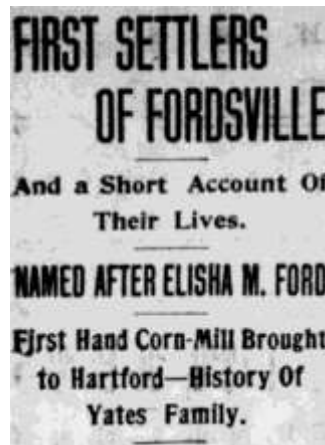 FIRST SETTLERS
OF FORDSVILLE
And a Short Account Of
Their Lives.
NAMED AFTER ELISHA M. FORD
First Hand Corn-Mill Brought
to Hartford—History Of
Yates Family.